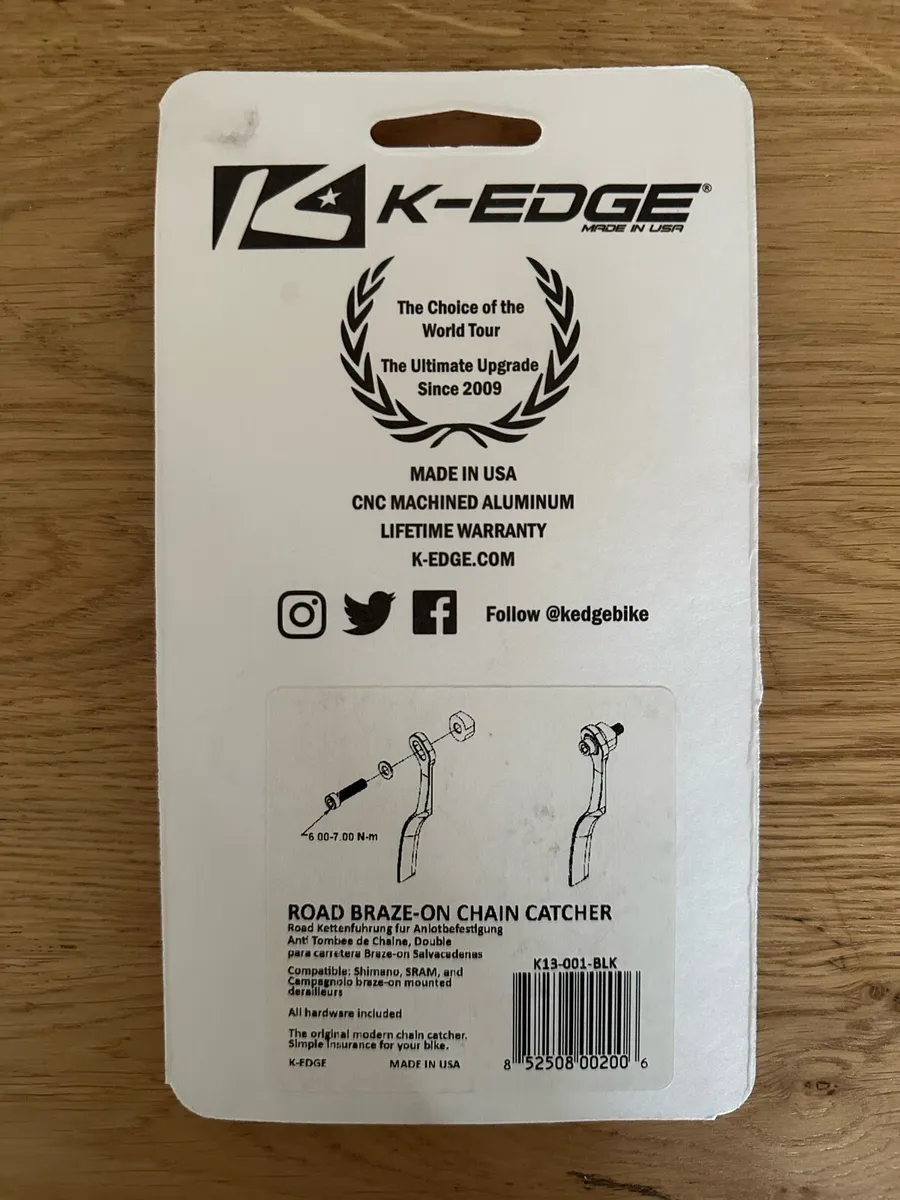 K-EDGE®
MADE IN USA
The Choice of the
World Tour
The Ultimate Upgrade
Since 2009
MADE IN USA
CNC MACHINED ALUMINUM
LIFETIME WARRANTY
K-EDGE.COM
Follow @kedgebike
6.00-7.00 N-m
ROAD BRAZE-ON CHAIN CATCHER
Road Kettenfuhrung fur Anlotbefestigung
Anti Tombee de Chaine, Double
para carretera Braze-on Salvacadenas
Compatible: Shimano, SRAM, and
Campagnolo braze-on mounted
derailleurs
All hardware included
The original modern chain catcher.
Simple insurance for your bike.
K-EDGE MADE IN USA
K13-001-BLK
8 52508 00200 6